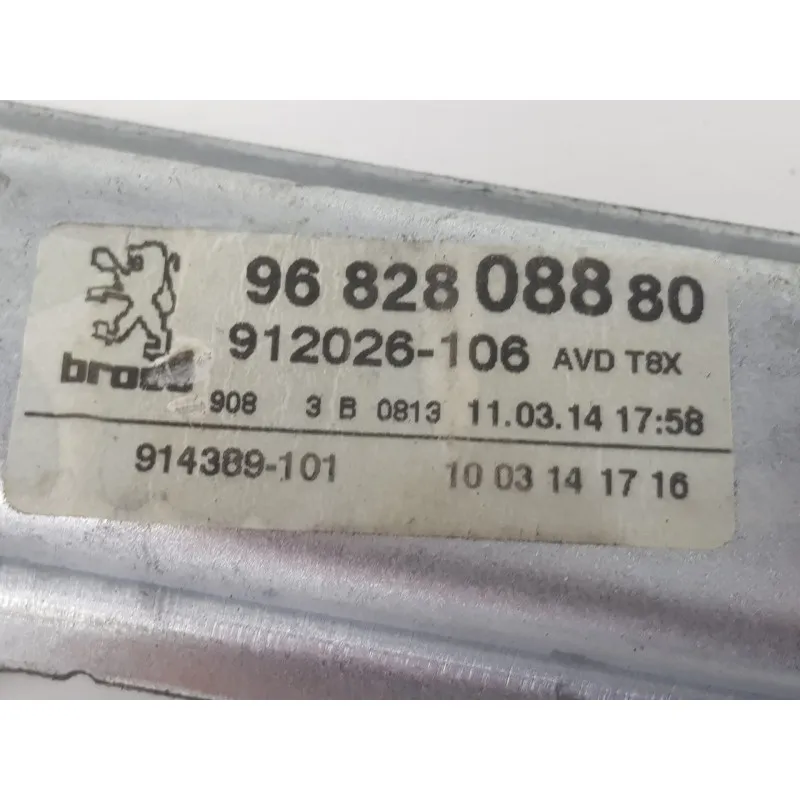 96 828 088 80
912026-106 AVD T8X
908 3 B 0813 11.03.14 17:58
914389-101 10 03 14 17 16